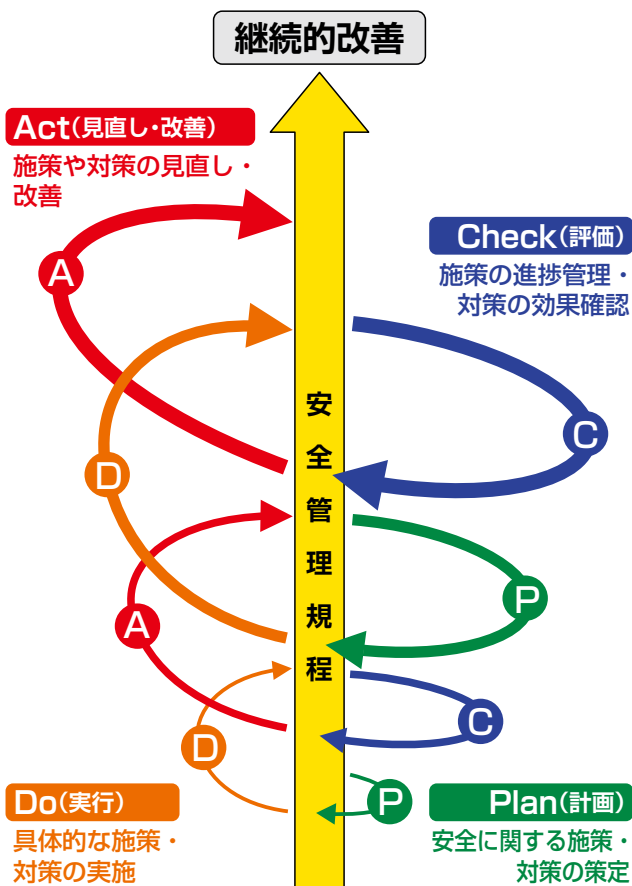 継続的改善
Act(見直し・改善)
施策や対策の見直し・
改善
Check(評価)
施策の進捗管理・
対策の効果確認
A
C
D
P
A
C
D
P
安全管理規程
Do(実行)
具体的な施策・
対策の実施
Plan(計画)
安全に関する施策・
対策の策定